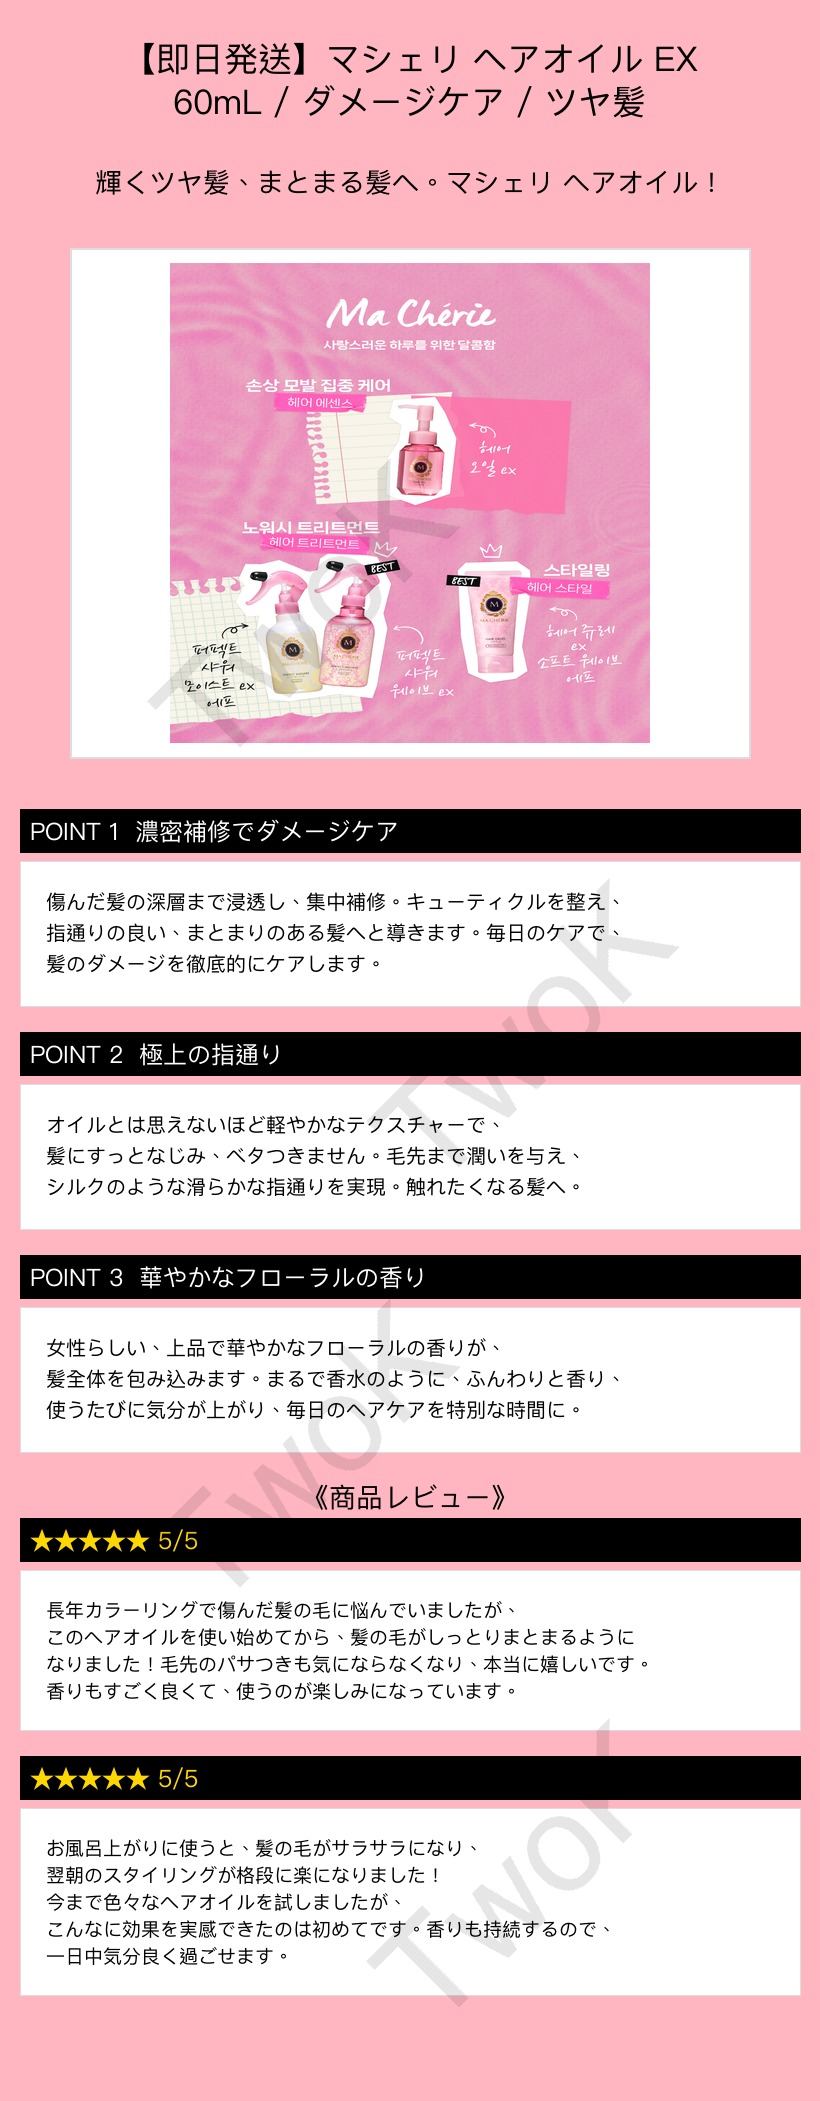 【即日発送】マシェリ ヘアオイル EX
60mL / ダメージケア / ツヤ髪
輝くツヤ髪、まとまる髪へ。マシェリ ヘアオイル！
Ma Chérie
사랑스러운 하루를 위한 달콤함
손상 모발 집중 케어
헤어 에센스
헤어
오일 ex
노워시 트리트먼트
헤어 트리트먼트
BEST
BEST
스타일링
헤어 스타일
퍼펙트
샤워
모이스트 ex
에프
퍼펙트
샤워
웨이브 ex
헤어 쥬레
ex
소프트 웨이브
에프
POINT 1 濃密補修でダメージケア
傷んだ髪の深層まで浸透し、集中補修。キューティクルを整え、
指通りの良い、まとまりのある髪へと導きます。毎日のケアで、
髪のダメージを徹底的にケアします。
POINT 2 極上の指通り
オイルとは思えないほど軽やかなテクスチャーで、
髪にすっとなじみ、ベタつきません。毛先まで潤いを与え、
シルクのような滑らかな指通りを実現。触れたくなる髪へ。
POINT 3 華やかなフローラルの香り
女性らしい、上品で華やかなフローラルの香りが、
髪全体を包み込みます。まるで香水のように、ふんわりと香り、
使うたびに気分が上がり、毎日のヘアケアを特別な時間に。
《商品レビュー》
★★★★★ 5/5
長年カラーリングで傷んだ髪の毛に悩んでいましたが、
このヘアオイルを使い始めてから、髪の毛がしっとりまとまるように
なりました！毛先のパサつきも気にならなくなり、本当に嬉しいです。
香りもすごく良くて、使うのが楽しみになっています。
★★★★★ 5/5
お風呂上がりに使うと、髪の毛がサラサラになり、
翌朝のスタイリングが格段に楽になりました！
今まで色々なヘアオイルを試しましたが、
こんなに効果を実感できたのは初めてです。香りも持続するので、
一日中気分良く過ごせます。
TwoK
TwoK
TwoK
TwoK